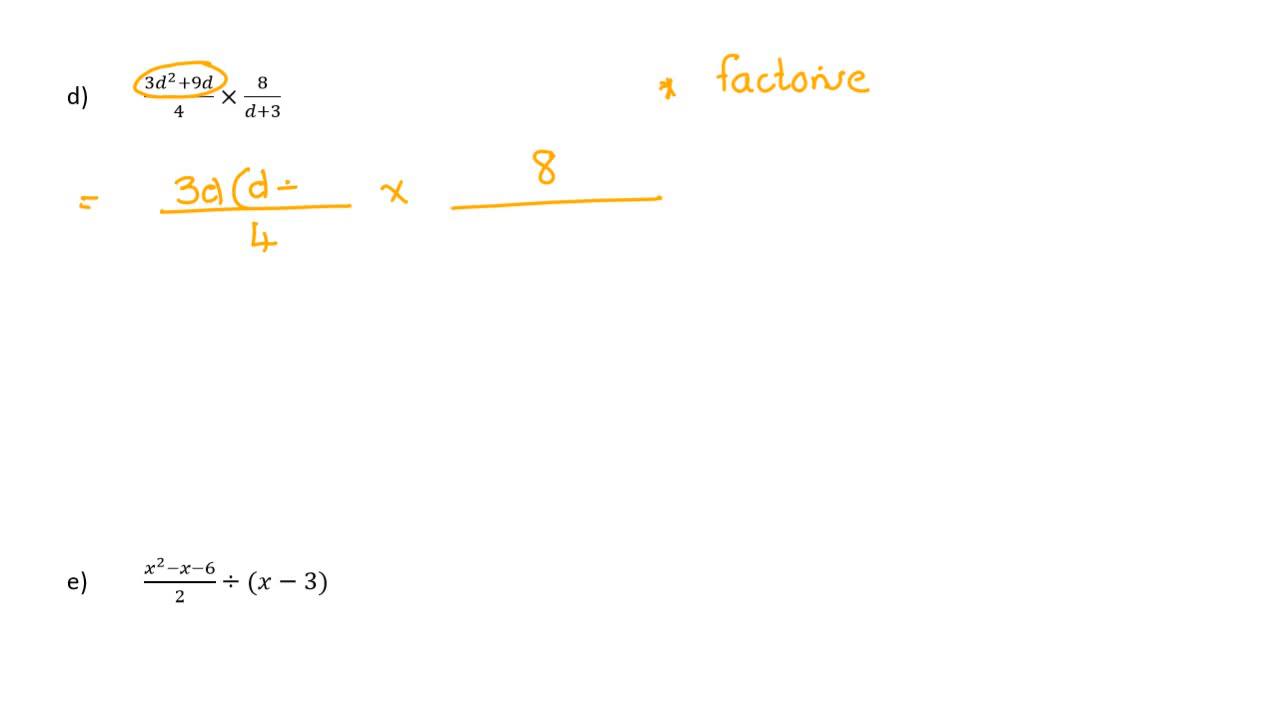 d) (3d²+9d)/4 × 8/(d+3)
* factorise
= 3d(d ÷ / 4 × 8 /
e) (x²−x−6)/2 ÷ (x − 3)